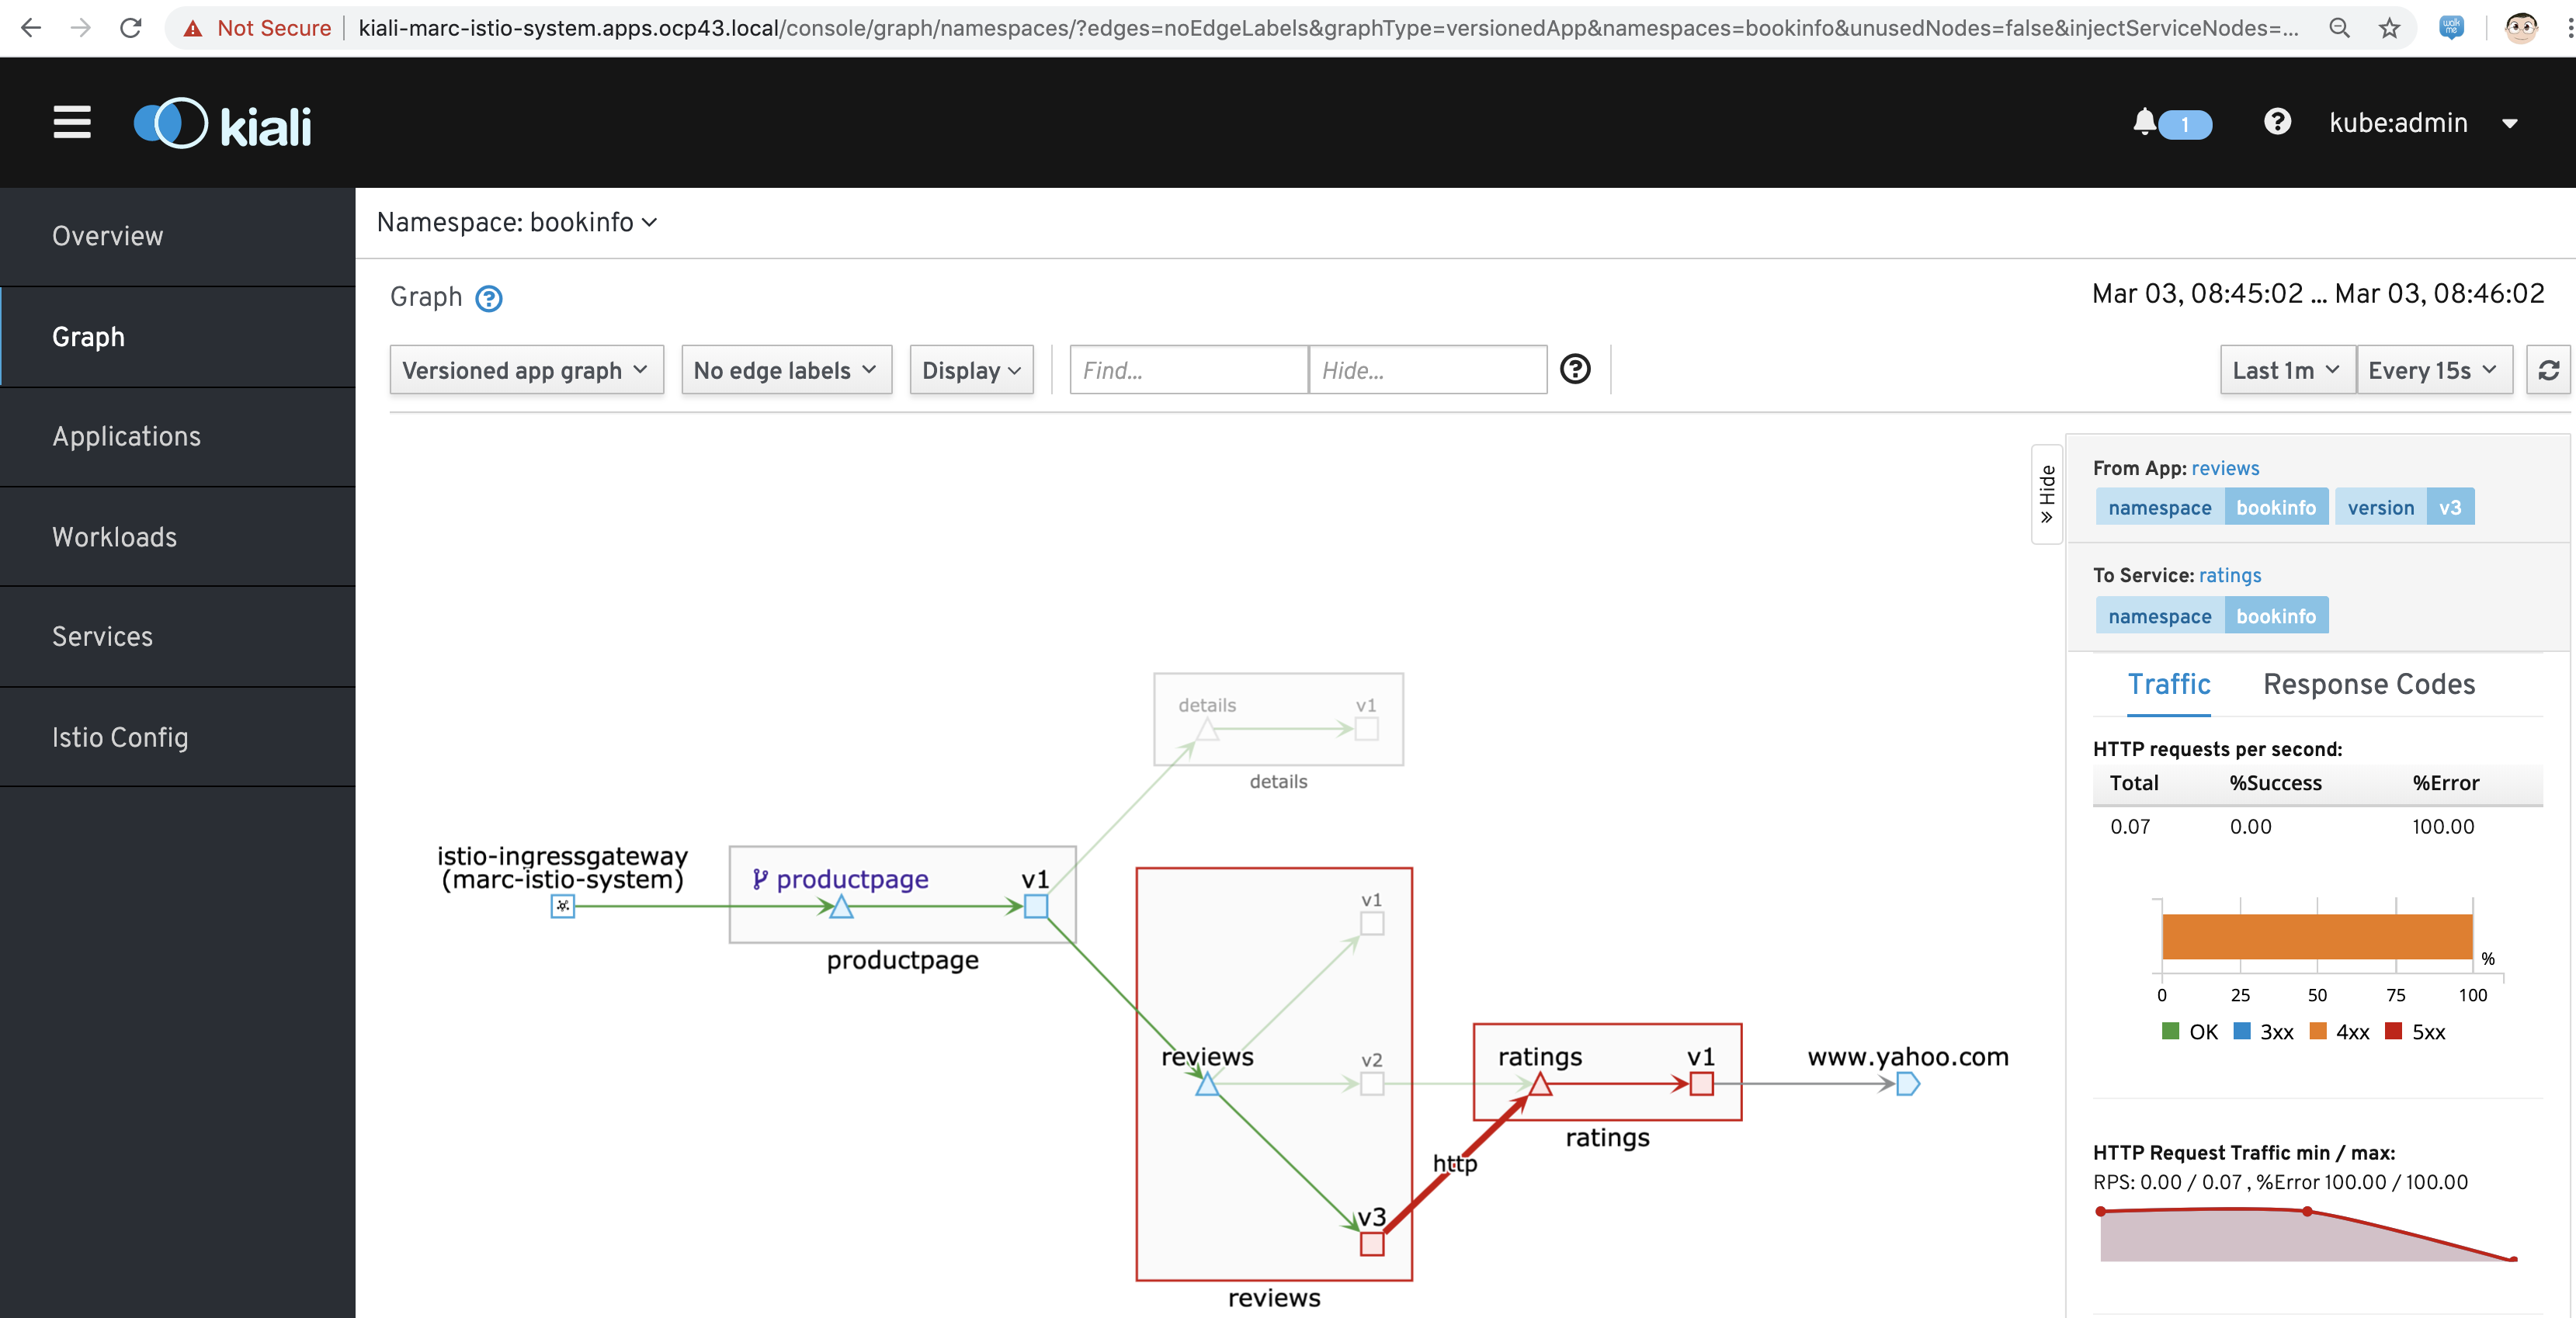 Not Secure
kiali-marc-istio-system.apps.ocp43.local/console/graph/namespaces/?edges=noEdgeLabels&graphType=versionedApp&namespaces=bookinfo&unusedNodes=false&injectServiceNodes=...
walk me
kiali
1
kube:admin
Overview
Graph
Applications
Workloads
Services
Istio Config
Namespace: bookinfo
Graph
Mar 03, 08:45:02 ... Mar 03, 08:46:02
Versioned app graph
No edge labels
Display
Find...
Hide...
Last 1m
Every 15s
Hide
From App: reviews
namespace bookinfo version v3
To Service: ratings
namespace bookinfo
Traffic Response Codes
HTTP requests per second:
Total %Success %Error
0.07 0.00 100.00
%
0 25 50 75 100
OK 3xx 4xx 5xx
HTTP Request Traffic min / max:
RPS: 0.00 / 0.07 , %Error 100.00 / 100.00
details v1
details
istio-ingressgateway
(marc-istio-system)
productpage v1
productpage
v1
reviews
v2
v3
reviews
http
ratings v1
ratings
www.yahoo.com